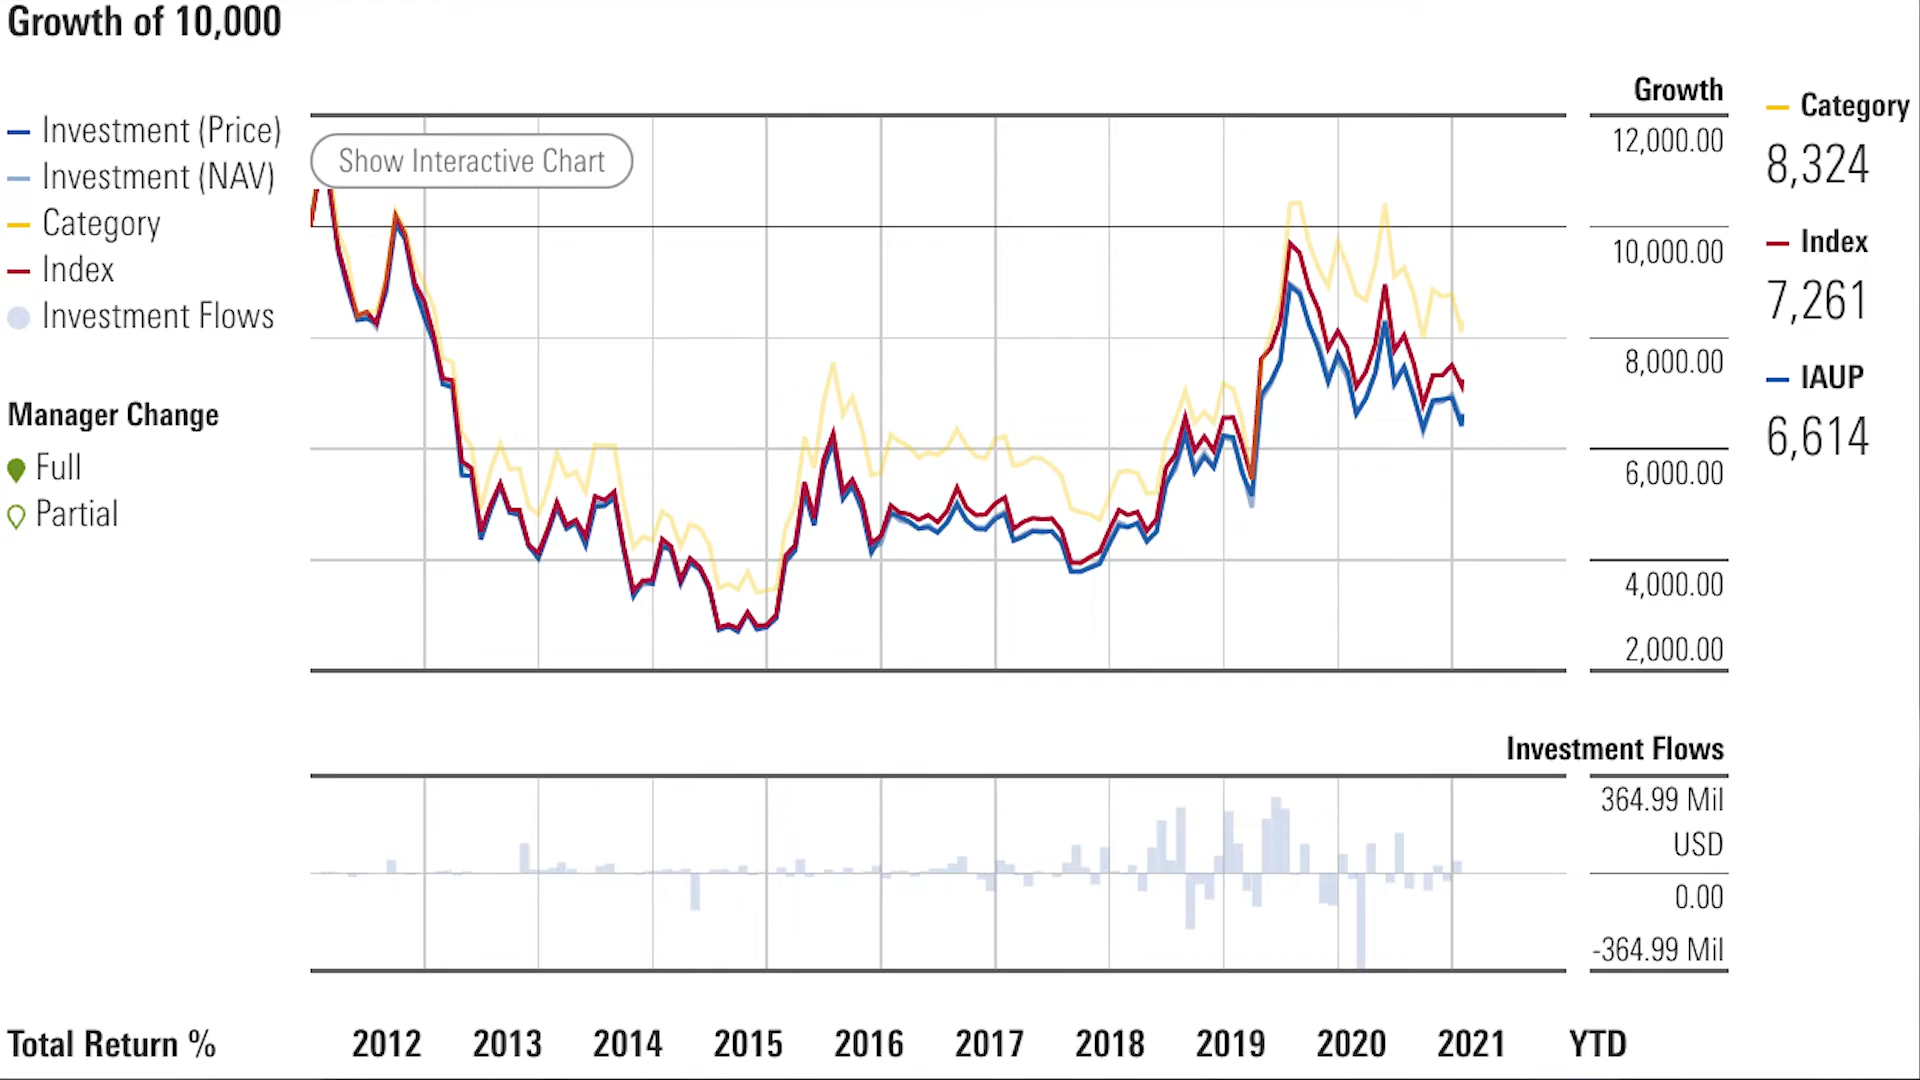 Growth of 10,000
Investment (Price)
Investment (NAV)
Category
Index
Investment Flows
Manager Change
Full
Partial
Show Interactive Chart
Growth
12,000.00
10,000.00
8,000.00
6,000.00
4,000.00
2,000.00
Category
8,324
Index
7,261
IAUP
6,614
Investment Flows
364.99 Mil
USD
0.00
-364.99 Mil
Total Return % 2012 2013 2014 2015 2016 2017 2018 2019 2020 2021 YTD